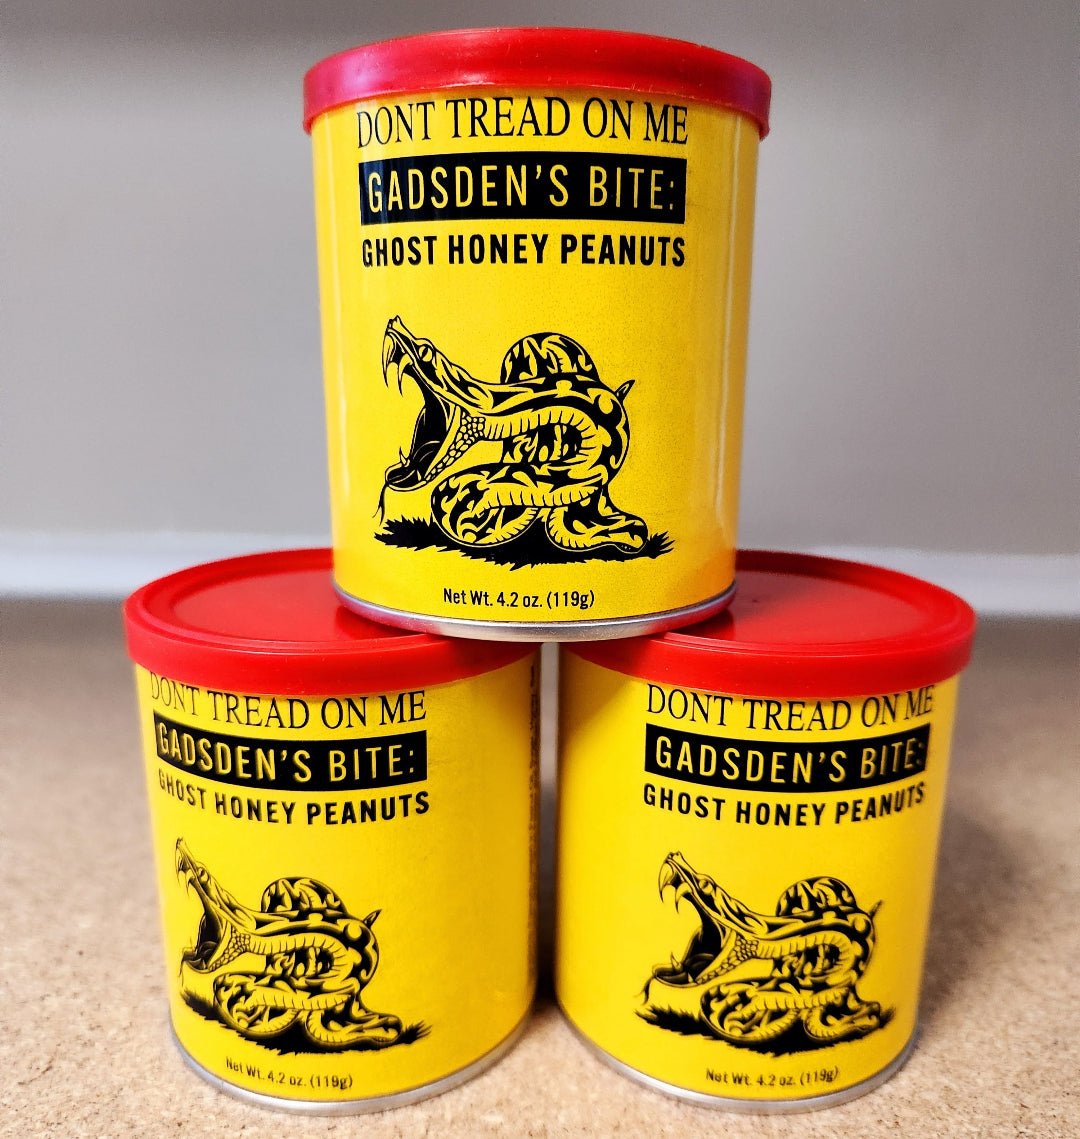 DONT TREAD ON ME
GADSDEN'S BITE:
GHOST HONEY PEANUTS
Net Wt. 4.2 oz. (119g)
DONT TREAD ON ME
GADSDEN'S BITE:
GHOST HONEY PEANUTS
Net Wt. 4.2 oz. (119g)
DONT TREAD ON ME
GADSDEN'S BITE:
GHOST HONEY PEANUTS
Net Wt. 4.2 oz. (119g)